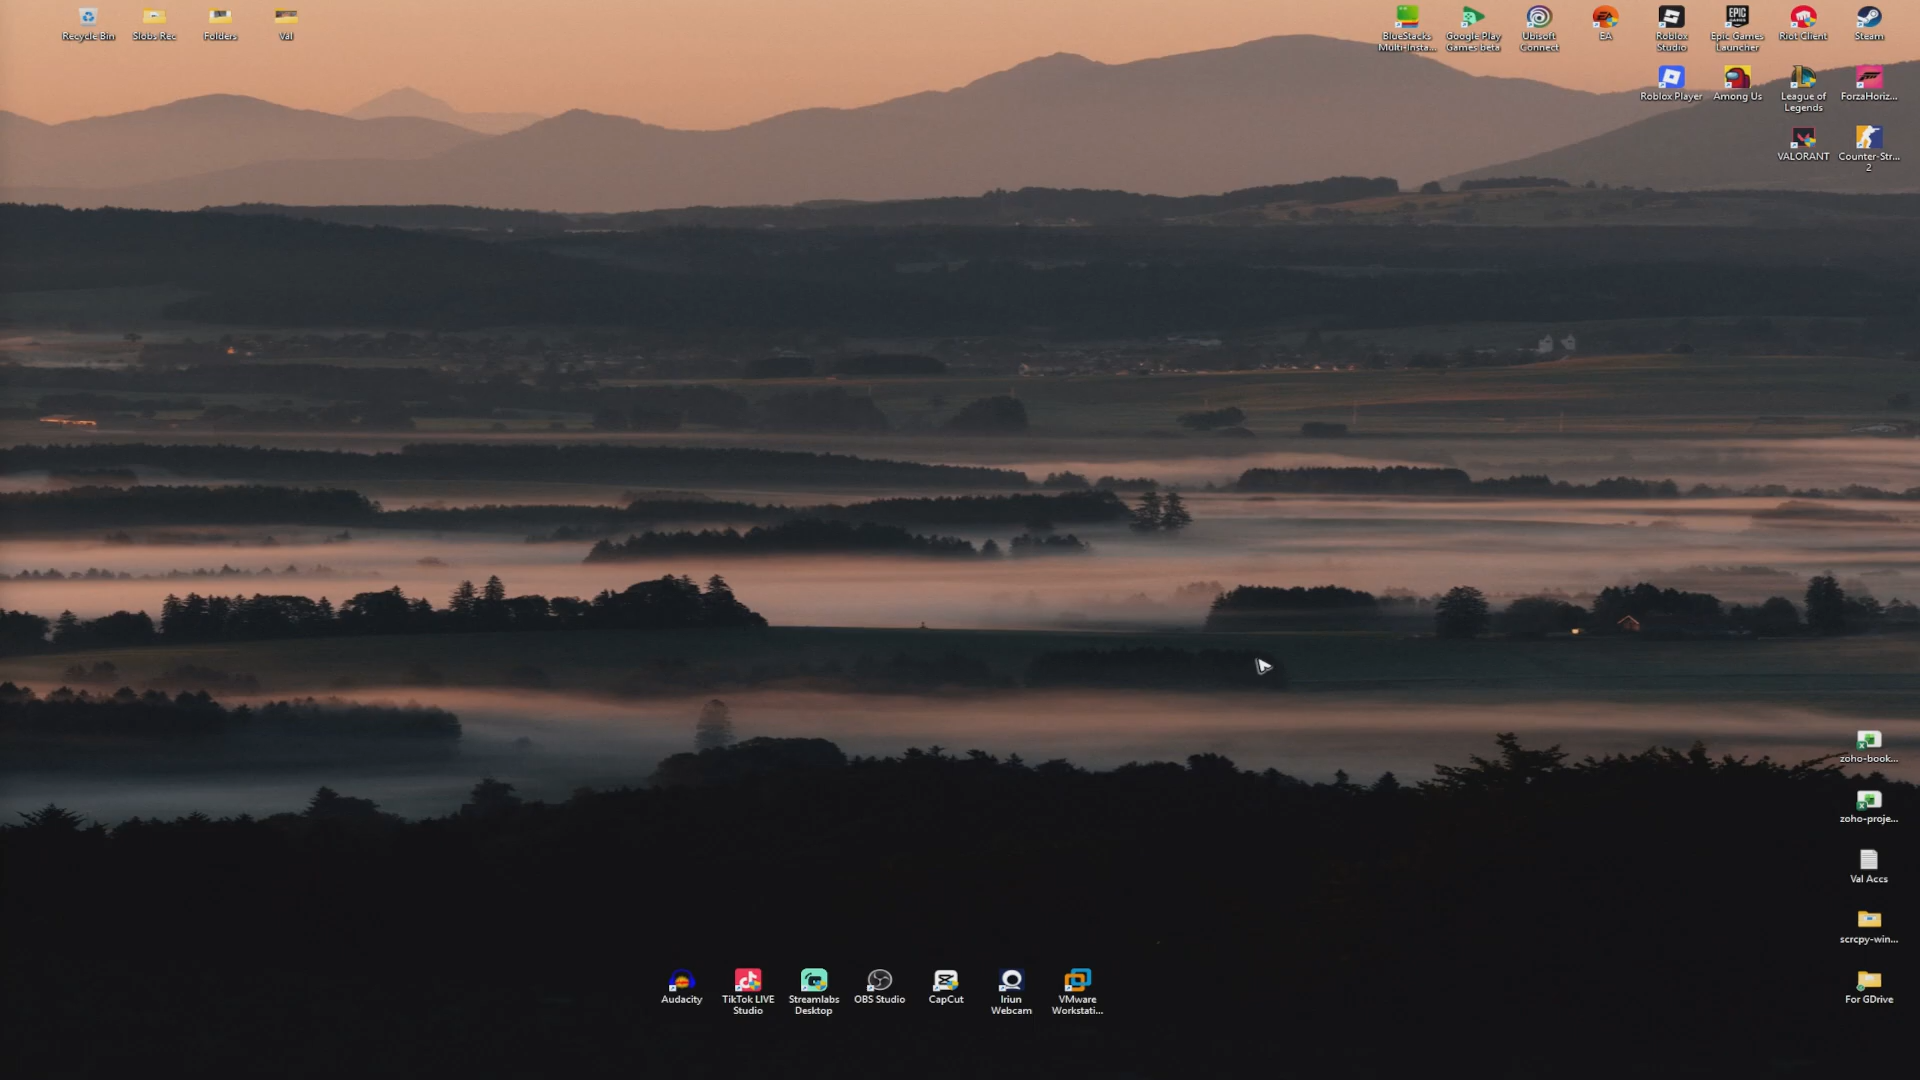 Recycle Bin
Slobs Rec
Folders
Val
BlueStacks
Multi-Insta...
Google Play
Games beta
Ubisoft
Connect
EA
Roblox
Studio
Epic Games
Launcher
Riot Client
Steam
Roblox Player
Among Us
League of
Legends
ForzaHoriz...
VALORANT
Counter-Str...
2
zoho-book...
zoho-proje...
Val Accs
scrcpy-win...
For GDrive
Audacity
TikTok LIVE
Studio
Streamlabs
Desktop
OBS Studio
CapCut
Iriun
Webcam
VMware
Workstati...